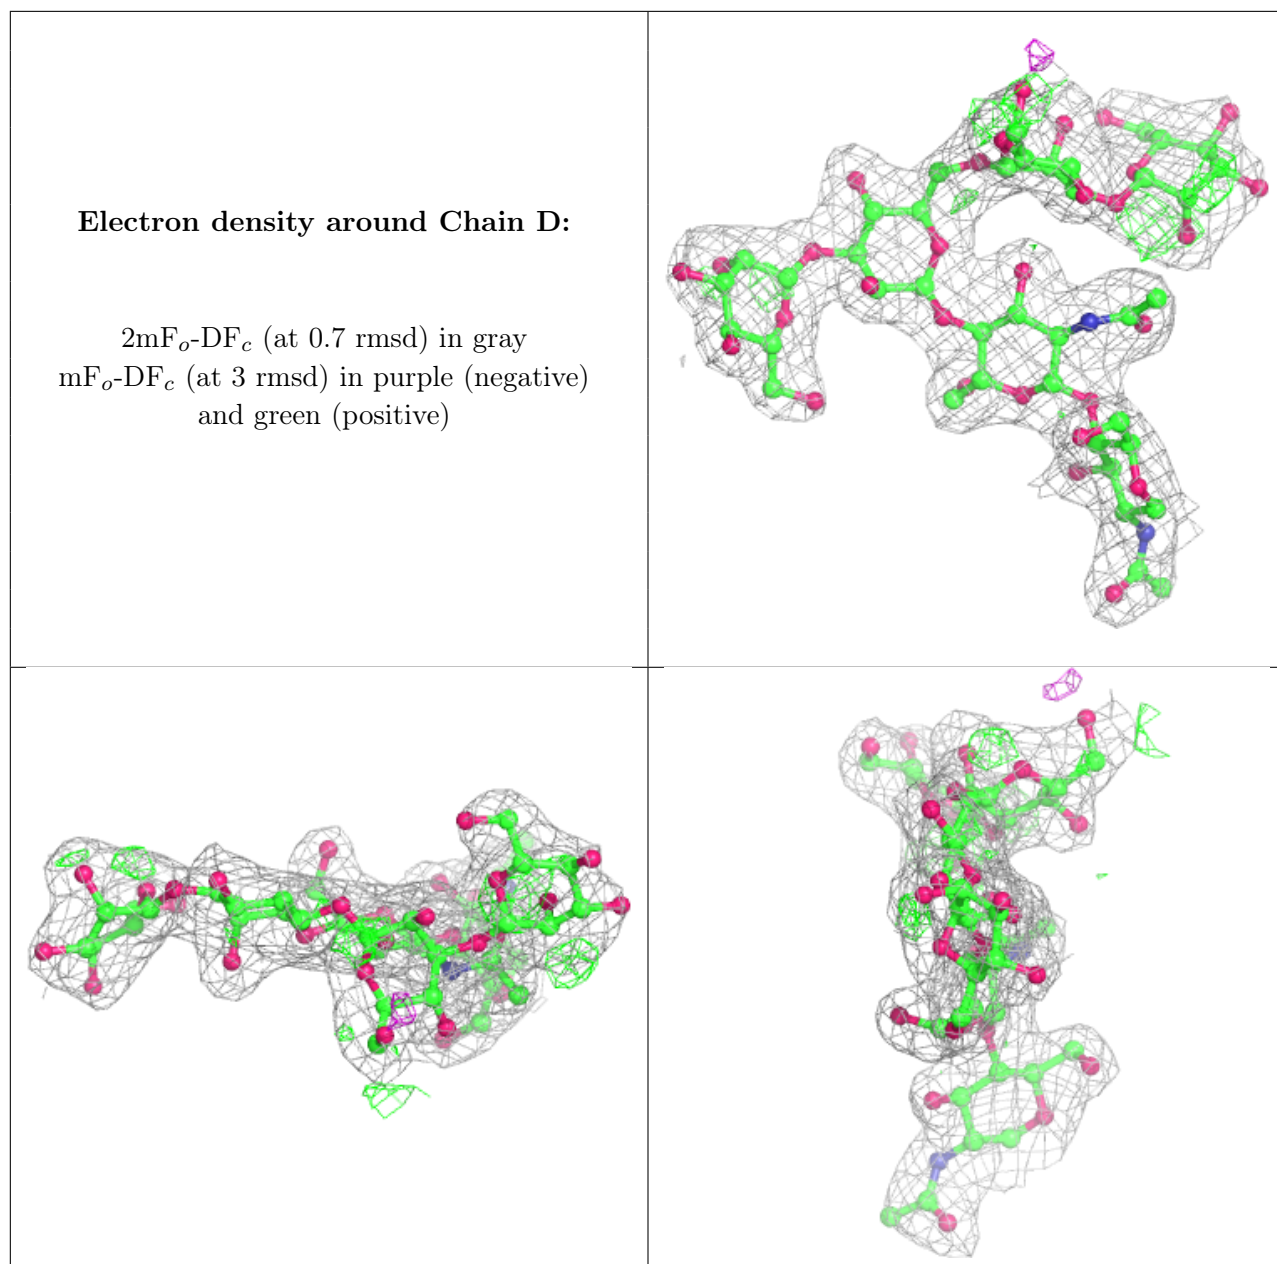 Electron density around Chain D:
2mFo-DFc (at 0.7 rmsd) in gray
mFo-DFc (at 3 rmsd) in purple (negative)
and green (positive)